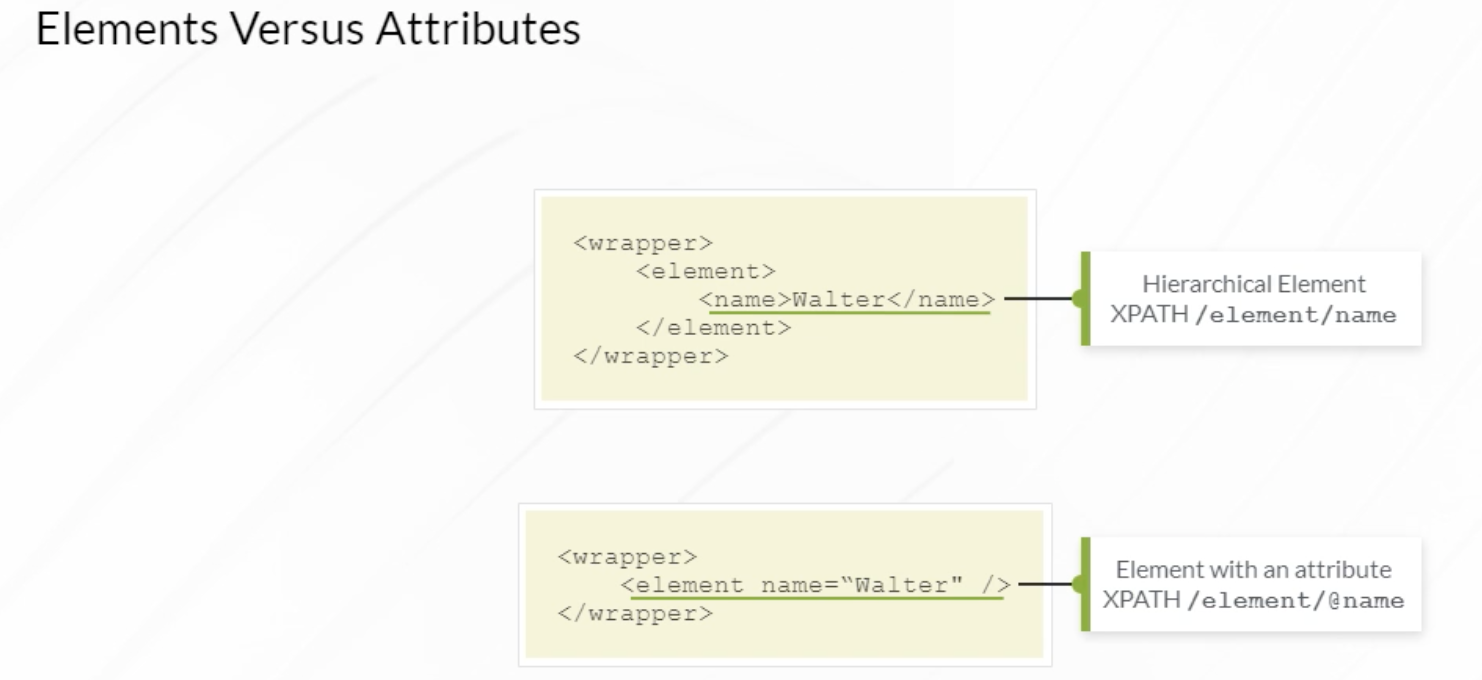 Elements Versus Attributes
<wrapper>
<element>
<name>Walter</name>
</element>
</wrapper>
Hierarchical Element
XPATH /element/name
<wrapper>
<element name=“Walter" />
</wrapper>
Element with an attribute
XPATH /element/@name